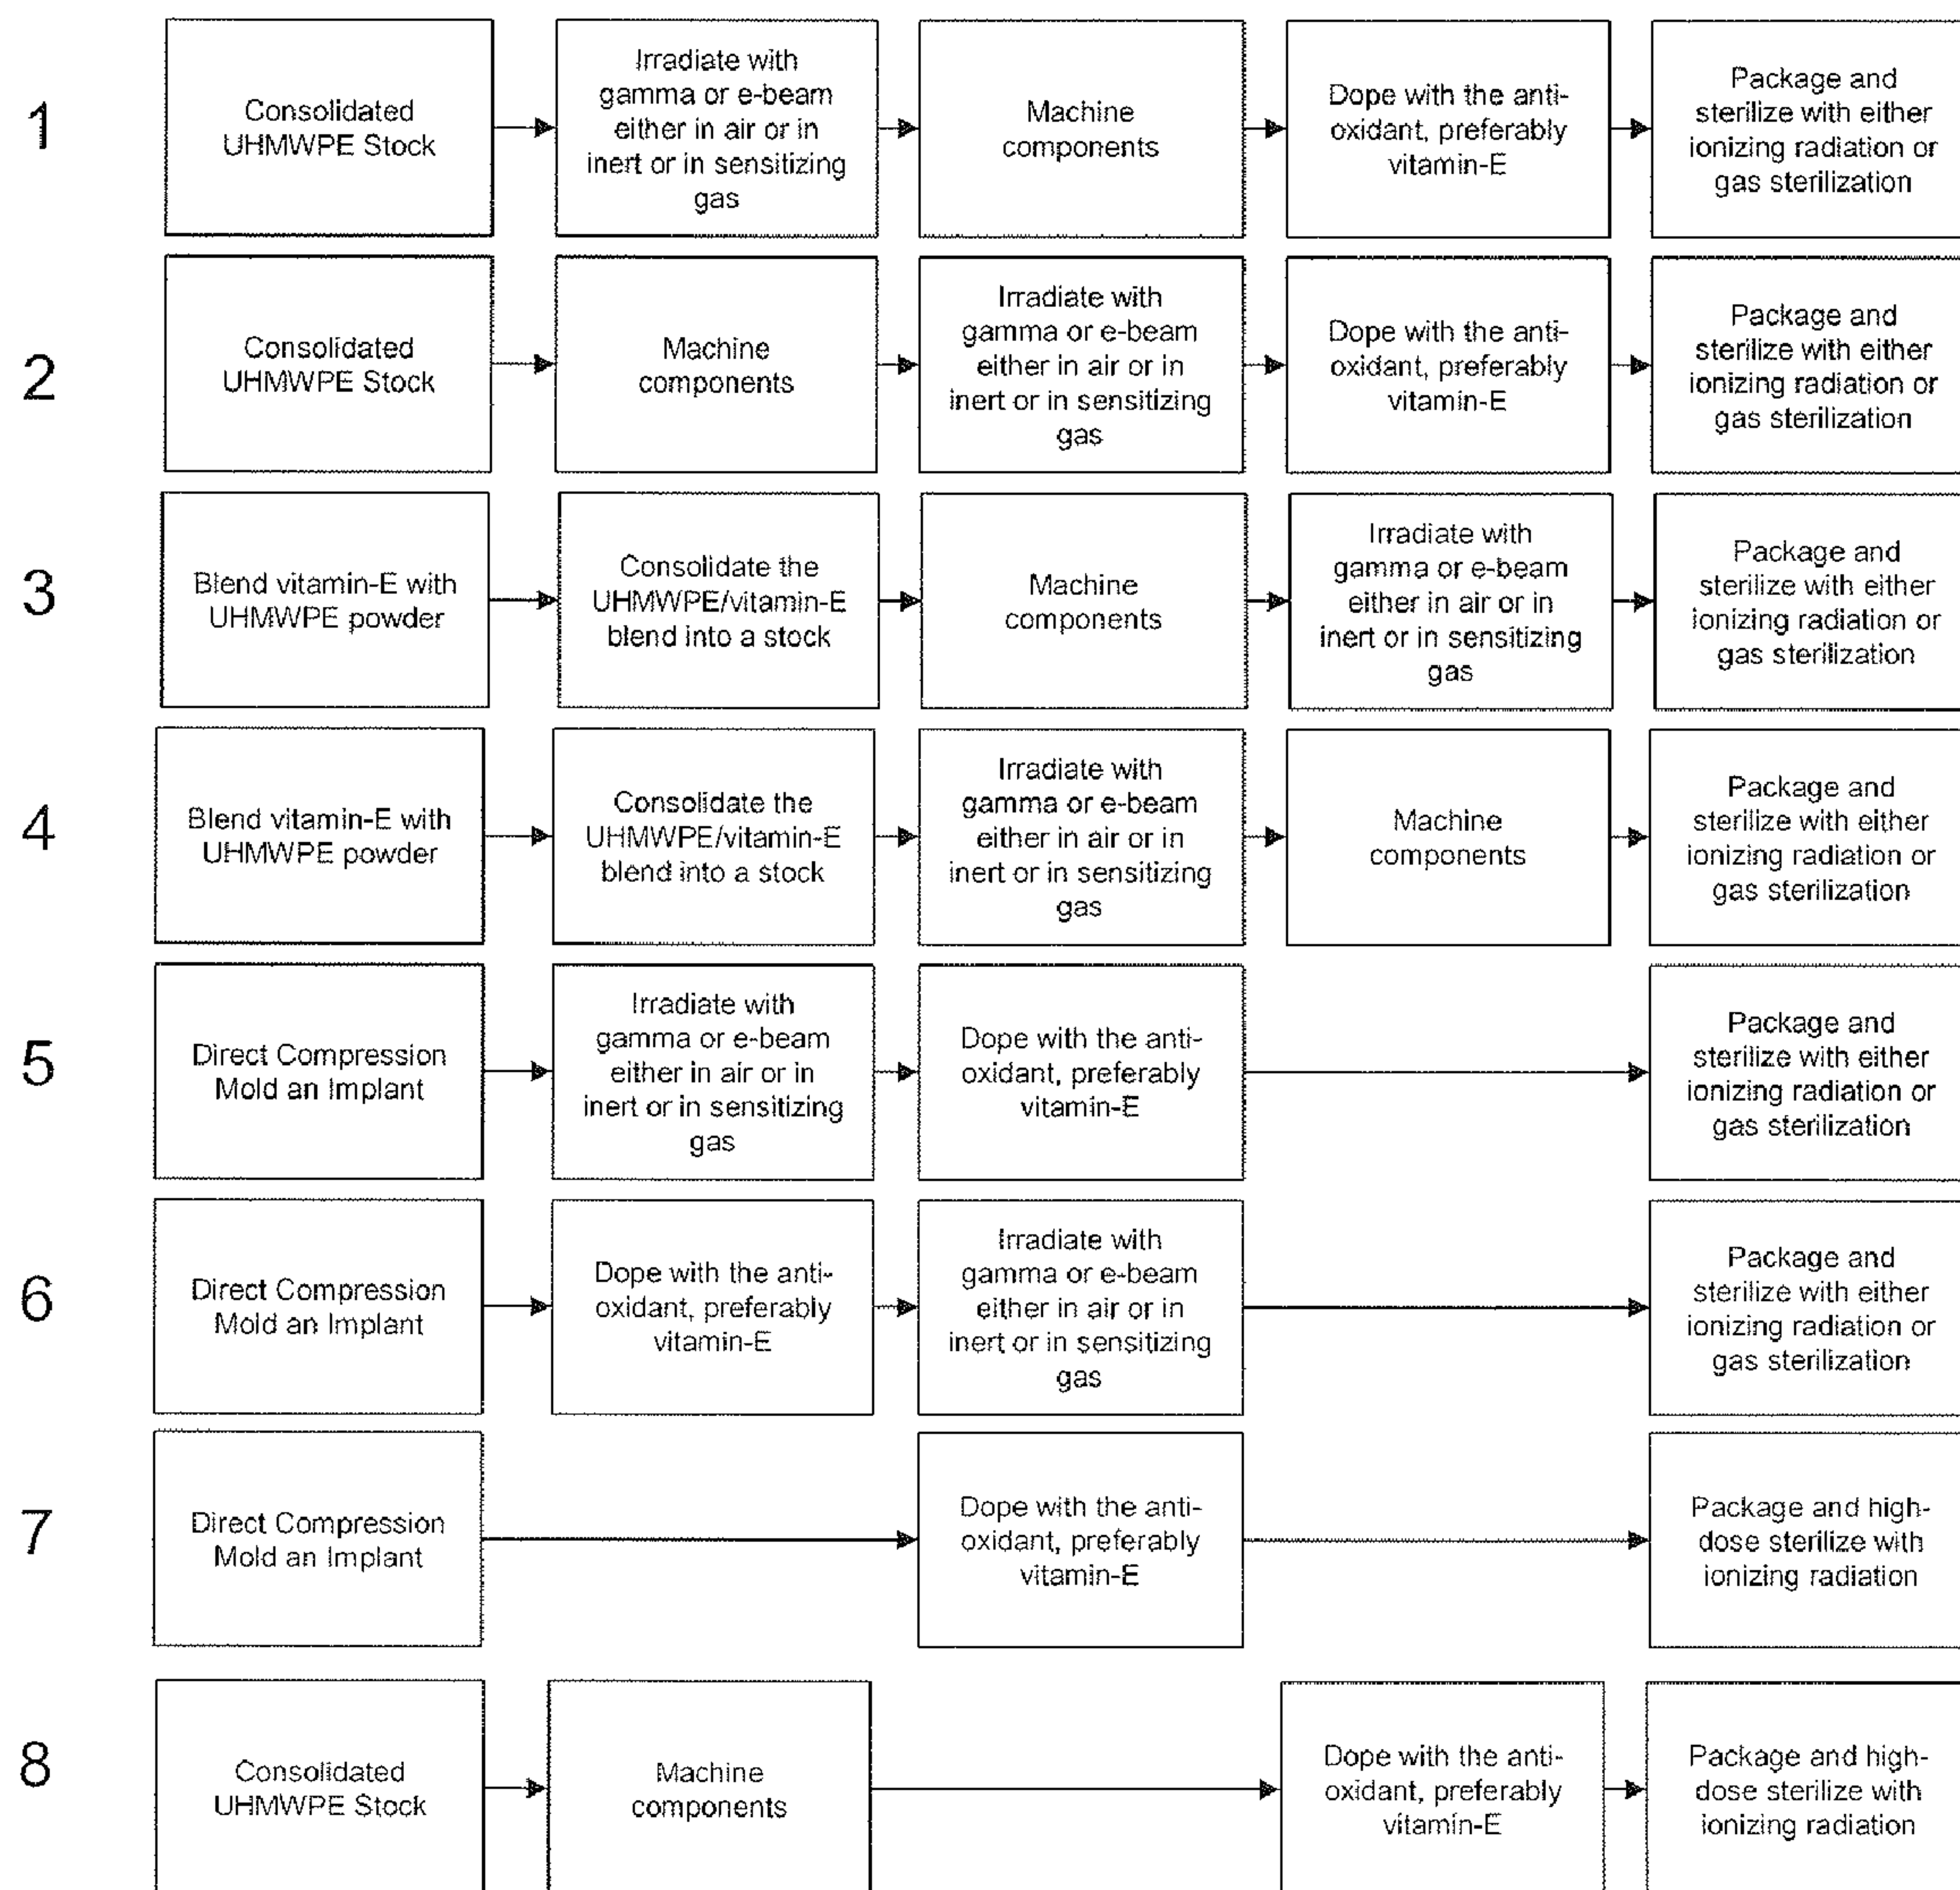 1
Consolidated
UHMWPE Stock
Irradiate with
gamma or e-beam
either in air or in
inert or in sensitizing
gas
Machine
components
Dope with the anti-
oxidant, preferably
vitamin-E
Package and
sterilize with either
ionizing radiation or
gas sterilization
2
Consolidated
UHMWPE Stock
Machine
components
Irradiate with
gamma or e-beam
either in air or in
inert or in sensitizing
gas
Dope with the anti-
oxidant, preferably
vitamin-E
Package and
sterilize with either
ionizing radiation or
gas sterilization
3
Blend vitamin-E with
UHMWPE powder
Consolidate the
UHMWPE/vitamin-E
blend into a stock
Machine
components
Irradiate with
gamma or e-beam
either in air or in
inert or in sensitizing
gas
Package and
sterilize with either
ionizing radiation or
gas sterilization
4
Blend vitamin-E with
UHMWPE powder
Consolidate the
UHMWPE/vitamin-E
blend into a stock
Irradiate with
gamma or e-beam
either in air or in
inert or in sensitizing
gas
Machine
components
Package and
sterilize with either
ionizing radiation or
gas sterilization
5
Direct Compression
Mold an Implant
Irradiate with
gamma or e-beam
either in air or in
inert or in sensitizing
gas
Dope with the anti-
oxidant, preferably
vitamin-E
Package and
sterilize with either
ionizing radiation or
gas sterilization
6
Direct Compression
Mold an Implant
Dope with the anti-
oxidant, preferably
vitamin-E
Irradiate with
gamma or e-beam
either in air or in
inert or in sensitizing
gas
Package and
sterilize with either
ionizing radiation or
gas sterilization
7
Direct Compression
Mold an Implant
Dope with the anti-
oxidant, preferably
vitamin-E
Package and high-
dose sterilize with
ionizing radiation
8
Consolidated
UHMWPE Stock
Machine
components
Dope with the anti-
oxidant, preferably
vitamin-E
Package and high-
dose sterilize with
ionizing radiation